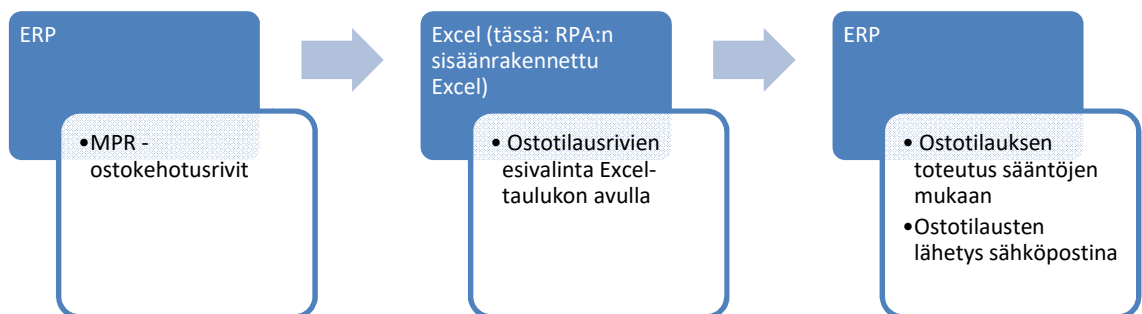 ERP
•MPR -
ostokehotusrivit
Excel (tässä: RPA:n
sisäänrakennettu
Excel)
• Ostotilausrivien
esivalinta Excel-
taulukon avulla
ERP
• Ostotilauksen
toteutus sääntöjen
mukaan
•Ostotilausten
lähetys sähköpostina